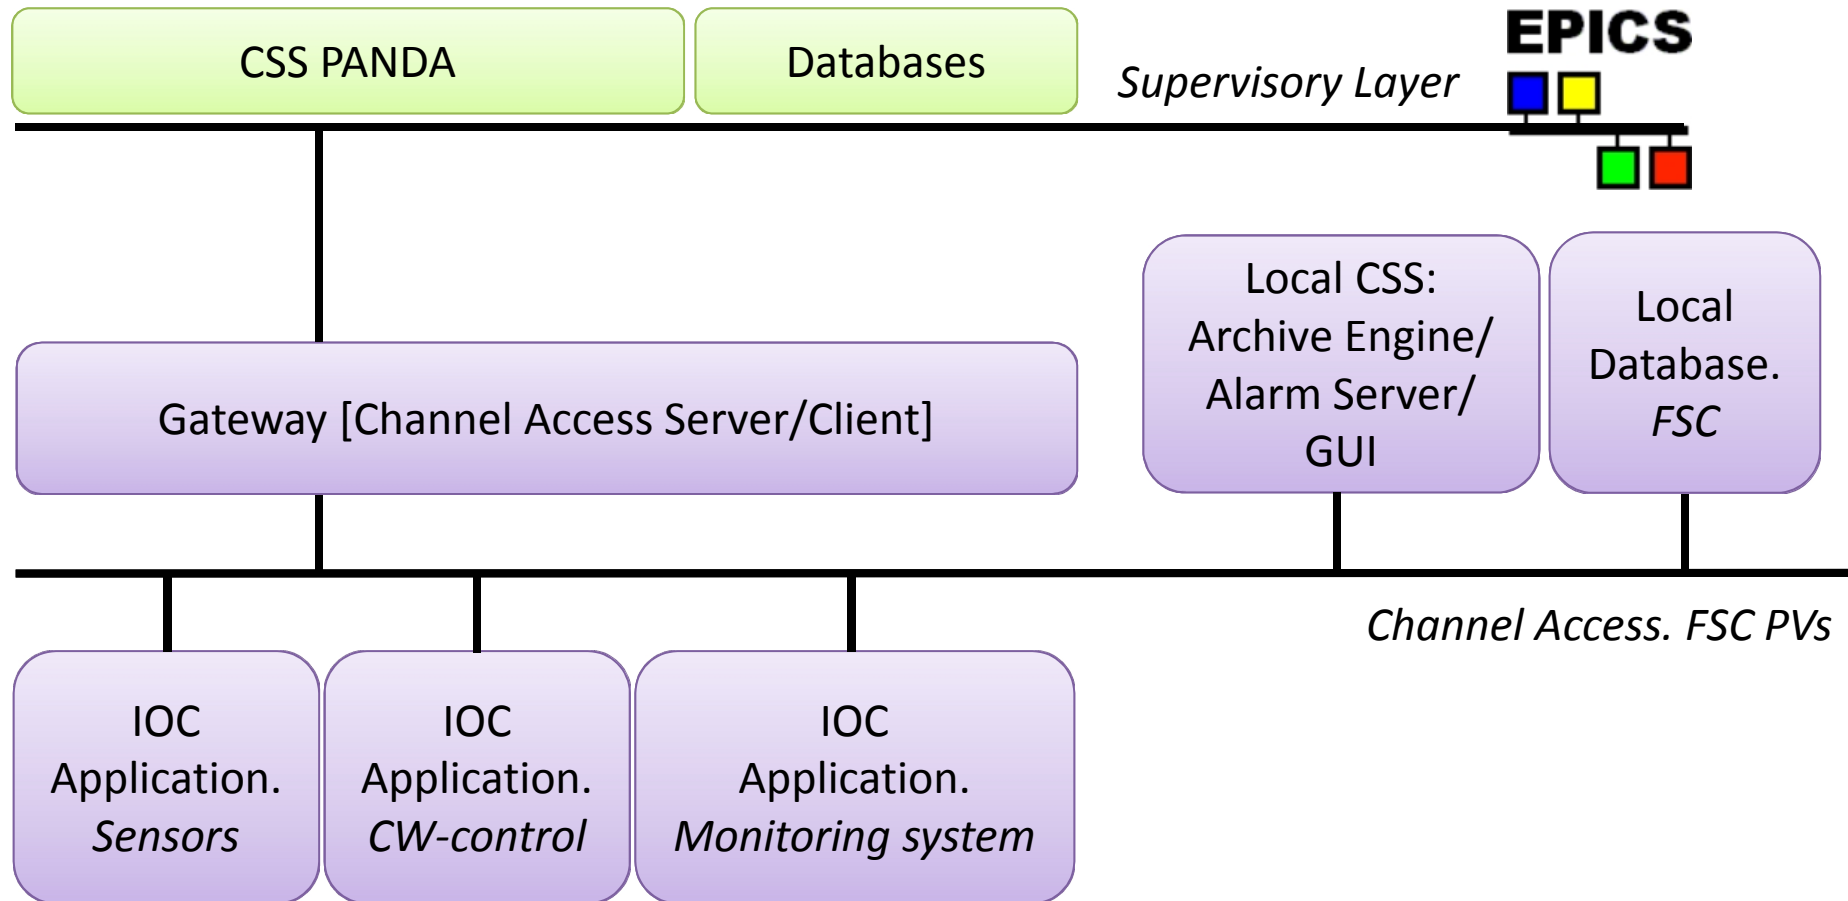 CSS PANDA
Databases
Supervisory Layer
EPICS
Gateway [Channel Access Server/Client]
Local CSS:
Archive Engine/
Alarm Server/
GUI
Local
Database.
FSC
Channel Access. FSC PVs
IOC
Application.
Sensors
IOC
Application.
CW-control
IOC
Application.
Monitoring system